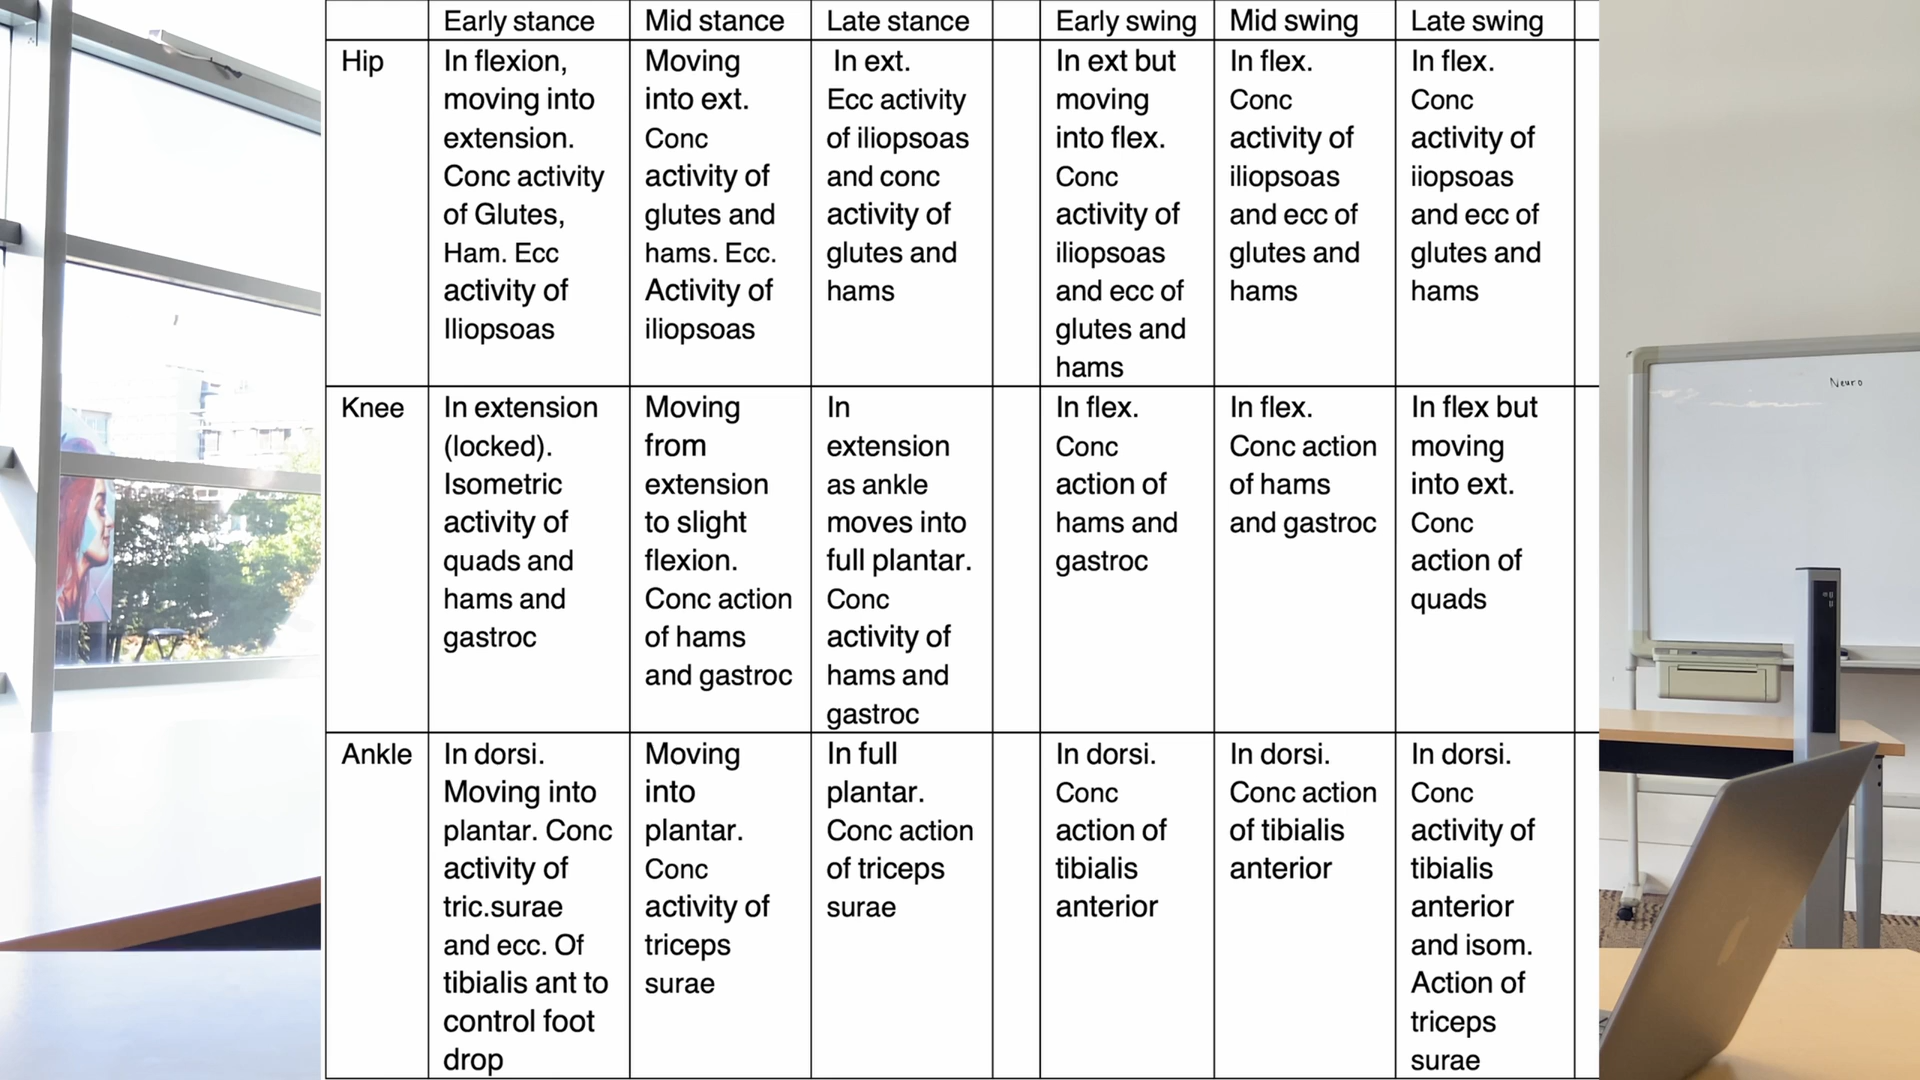 Early stance
Mid stance
Late stance
Early swing
Mid swing
Late swing
Hip
In flexion,
moving into
extension.
Conc activity
of Glutes,
Ham. Ecc
activity of
Iliopsoas
Moving
into ext.
Conc
activity of
glutes and
hams. Ecc.
Activity of
iliopsoas
In ext.
Ecc activity
of iliopsoas
and conc
activity of
glutes and
hams
In ext but
moving
into flex.
Conc
activity of
iliopsoas
and ecc of
glutes and
hams
In flex.
Conc
activity of
iliopsoas
and ecc of
glutes and
hams
In flex.
Conc
activity of
iiopsoas
and ecc of
glutes and
hams
Knee
In extension
(locked).
Isometric
activity of
quads and
hams and
gastroc
Moving
from
extension
to slight
flexion.
Conc action
of hams
and gastroc
In
extension
as ankle
moves into
full plantar.
Conc
activity of
hams and
gastroc
In flex.
Conc
action of
hams and
gastroc
In flex.
Conc action
of hams
and gastroc
In flex but
moving
into ext.
Conc
action of
quads
Ankle
In dorsi.
Moving into
plantar. Conc
activity of
tric.surae
and ecc. Of
tibialis ant to
control foot
drop
Moving
into
plantar.
Conc
activity of
triceps
surae
In full
plantar.
Conc action
of triceps
surae
In dorsi.
Conc
action of
tibialis
anterior
In dorsi.
Conc action
of tibialis
anterior
In dorsi.
Conc
activity of
tibialis
anterior
and isom.
Action of
triceps
surae
Neuro